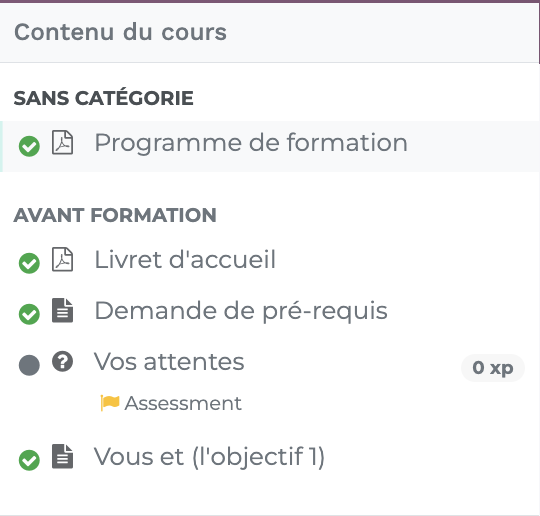 Contenu du cours
SANS CATÉGORIE
Programme de formation
AVANT FORMATION
Livret d'accueil
Demande de pré-requis
Vos attentes
0 xp
Assessment
Vous et (l'objectif 1)